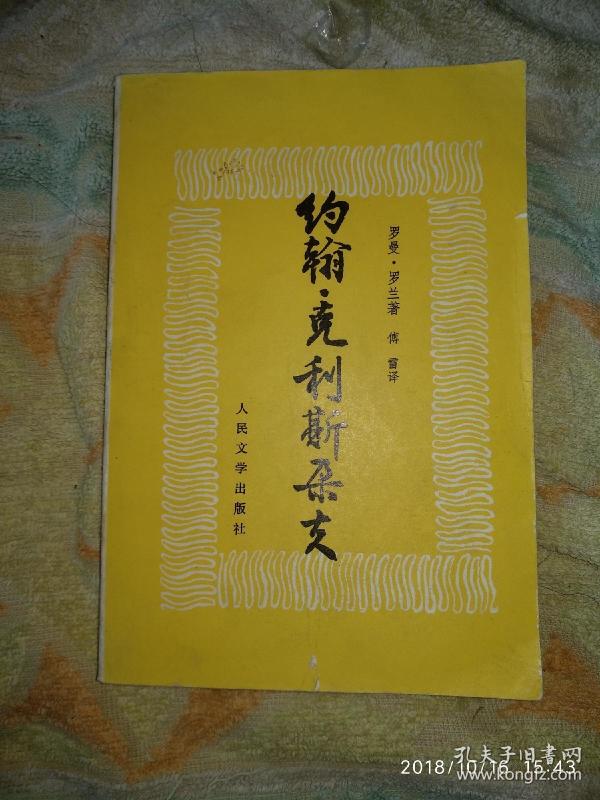 罗曼·罗兰著 傅雷译
约翰·克利斯朵夫
人民文学出版社
2018/10/16 15:43
孔夫子旧書网
www.kongfz.com